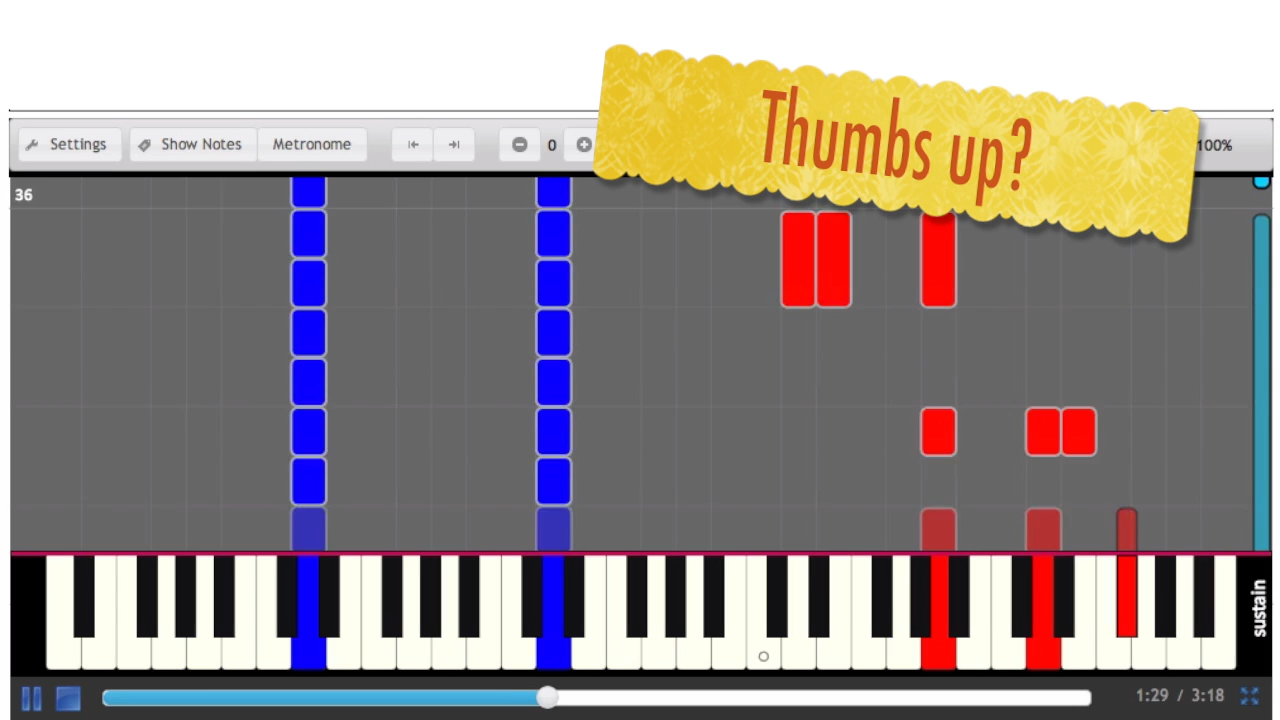 Thumbs up?
Settings
Show Notes
Metronome
0
100%
36
sustain
1:29 / 3:18